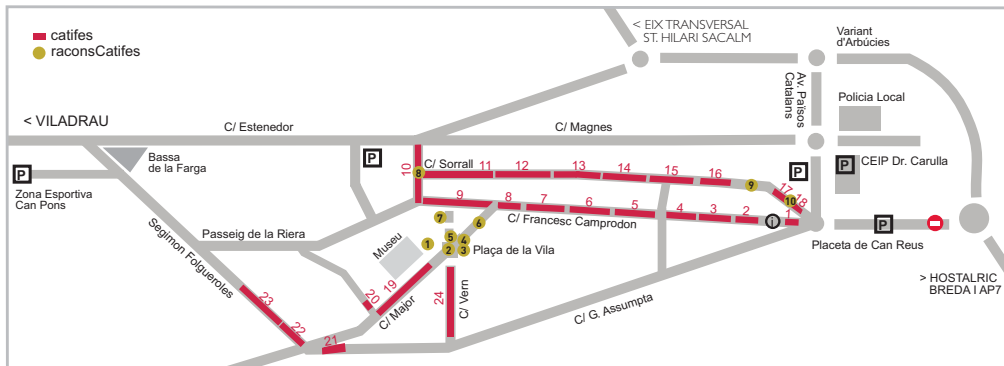 catifes
raconsCatifes
< EIX TRANSVERSAL
ST. HILARI SACALM
Variant
d'Arbúcies
Av. Països
Catalans
Policia Local
< VILADRAU
C/ Estenedor
C/ Magnes
P
Bassa
de la Farga
P
Zona Esportiva
Can Pons
10
8
C/ Sorrall
11
12
13
14
15
16
9
17
18
10
P
P
CEIP Dr. Carulla
9
8
7
6
5
4
3
2
1
i
C/ Francesc Camprodon
P
Placeta de Can Reus
Segimon Folgueroles
Passeig de la Riera
Museu
7
6
1
5
4
2
3
Plaça de la Vila
> HOSTALRIC
BREDA I AP7
19
20
C/ Major
24
C/ Vern
C/ G. Assumpta
23
22
21